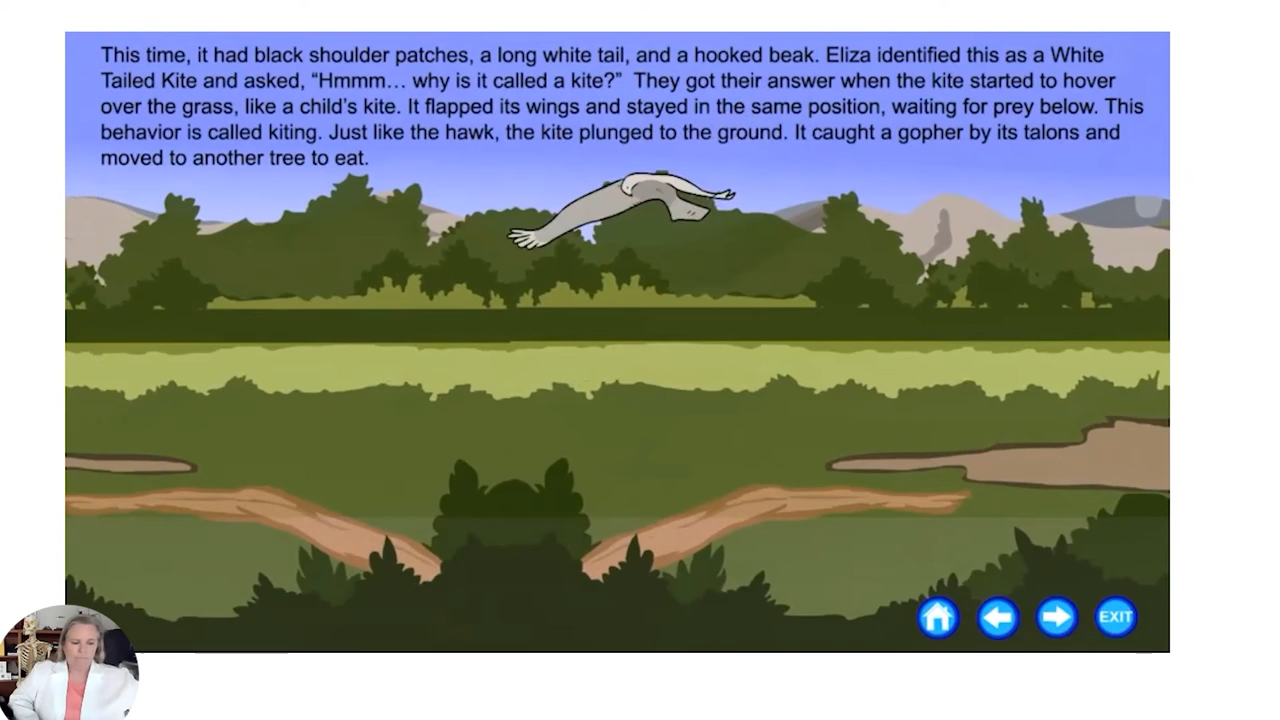 This time, it had black shoulder patches, a long white tail, and a hooked beak. Eliza identified this as a White
Tailed Kite and asked, “Hmmm… why is it called a kite?”  They got their answer when the kite started to hover
over the grass, like a child’s kite. It flapped its wings and stayed in the same position, waiting for prey below. This
behavior is called kiting. Just like the hawk, the kite plunged to the ground. It caught a gopher by its talons and
moved to another tree to eat.
EXIT